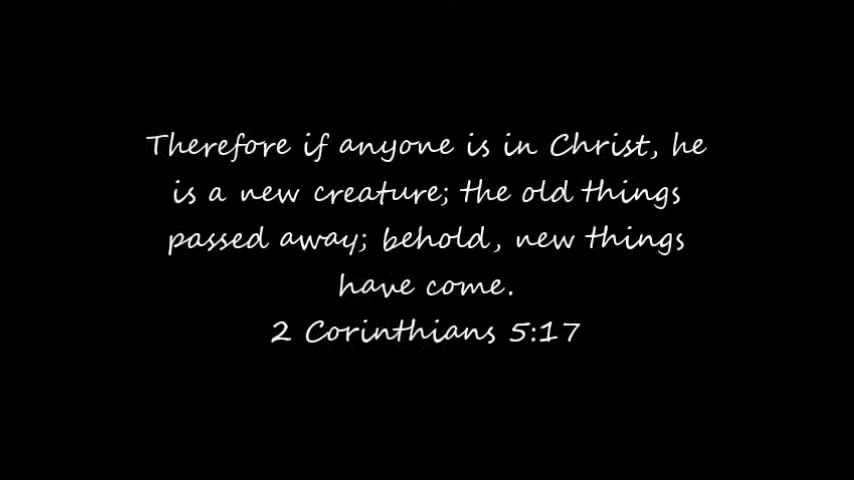 Therefore if anyone is in Christ, he
is a new creature; the old things
passed away; behold, new things
have come.
2 Corinthians 5:17